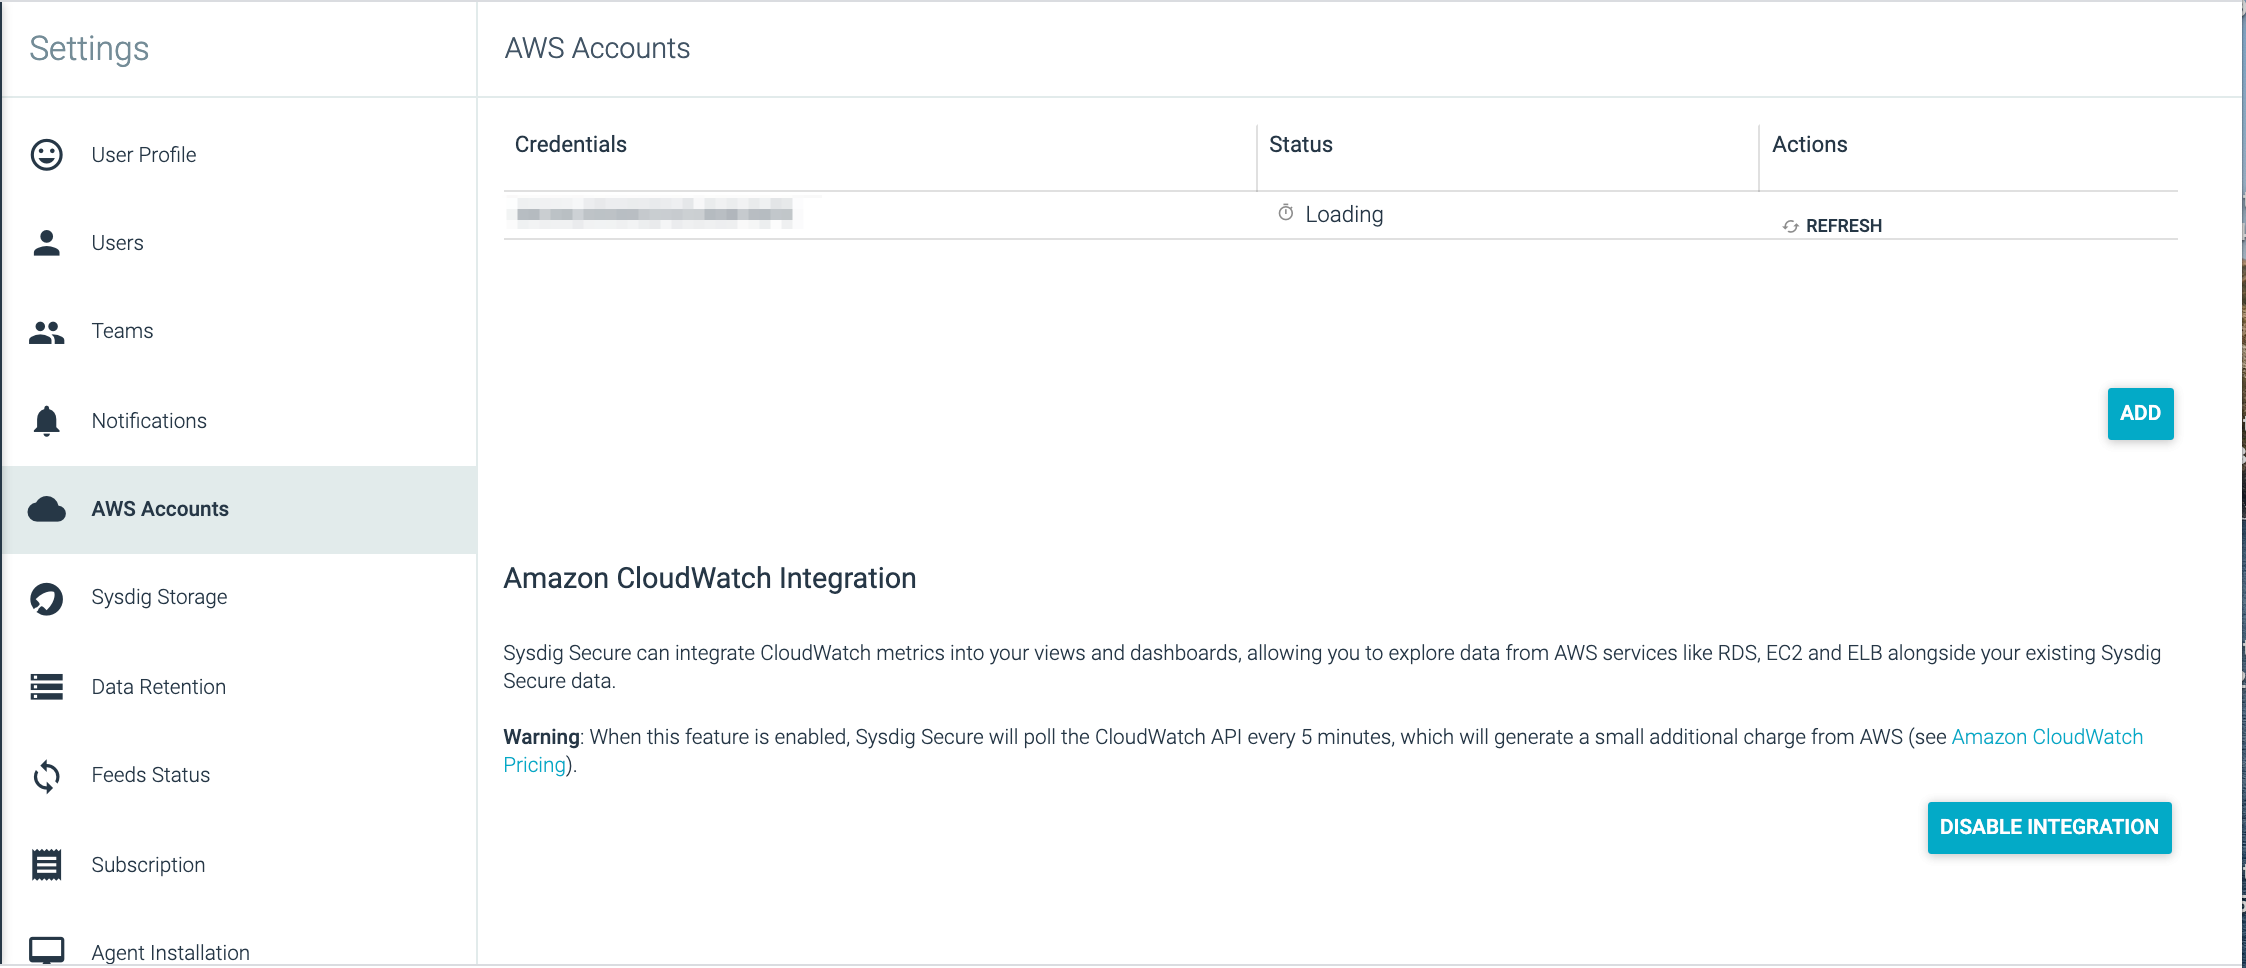 Settings
AWS Accounts
User Profile
Users
Teams
Notifications
AWS Accounts
Sysdig Storage
Data Retention
Feeds Status
Subscription
Agent Installation
Credentials
Status
Actions
Loading
REFRESH
ADD
Amazon CloudWatch Integration
Sysdig Secure can integrate CloudWatch metrics into your views and dashboards, allowing you to explore data from AWS services like RDS, EC2 and ELB alongside your existing Sysdig
Secure data.
Warning: When this feature is enabled, Sysdig Secure will poll the CloudWatch API every 5 minutes, which will generate a small additional charge from AWS (see Amazon CloudWatch
Pricing).
DISABLE INTEGRATION